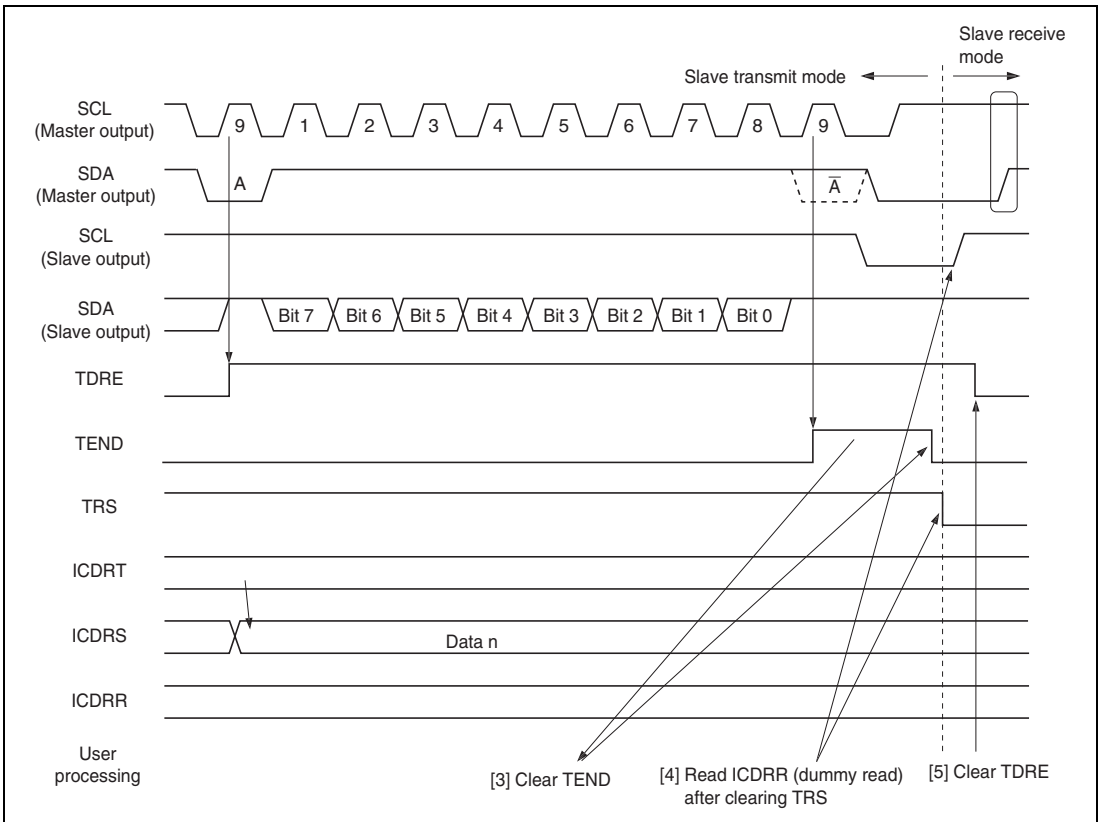 Slave receive
mode
Slave transmit mode
SCL
(Master output)
9 1 2 3 4 5 6 7 8 9
SDA
(Master output)
A A̅
SCL
(Slave output)
SDA
(Slave output)
Bit 7 Bit 6 Bit 5 Bit 4 Bit 3 Bit 2 Bit 1 Bit 0
TDRE
TEND
TRS
ICDRT
ICDRS
Data n
ICDRR
User
processing
[3] Clear TEND
[4] Read ICDRR (dummy read)
after clearing TRS
[5] Clear TDRE